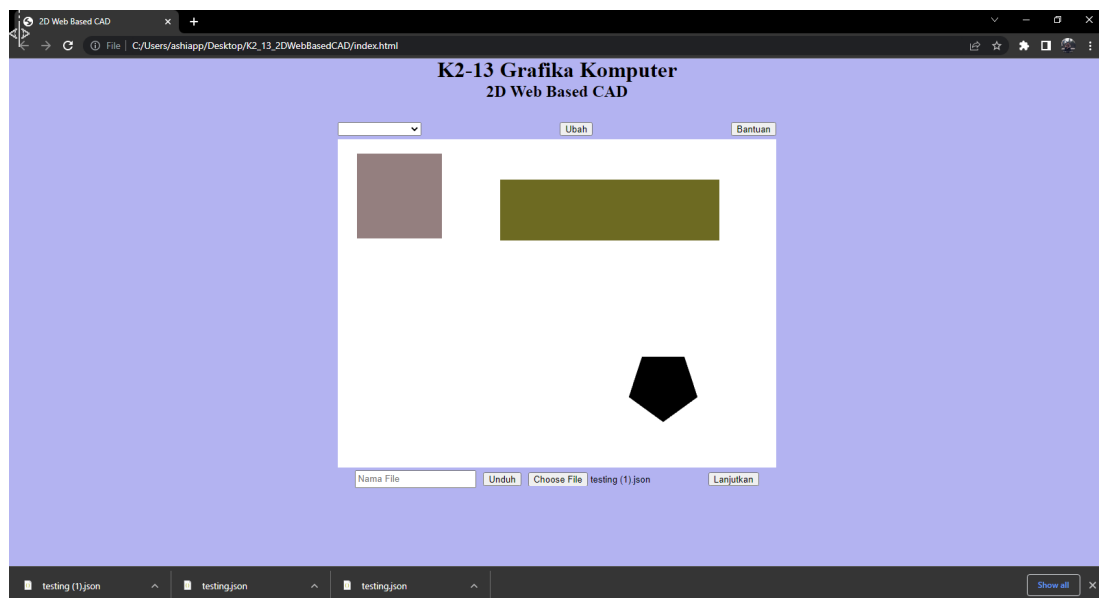 2D Web Based CAD
File | C:/Users/ashiapp/Desktop/K2_13_2DWebBasedCAD/index.html
K2-13 Grafika Komputer
2D Web Based CAD
Ubah Bantuan
Nama File Unduh Choose File testing (1).json Lanjutkan
testing (1).json testing.json testing.json Show all